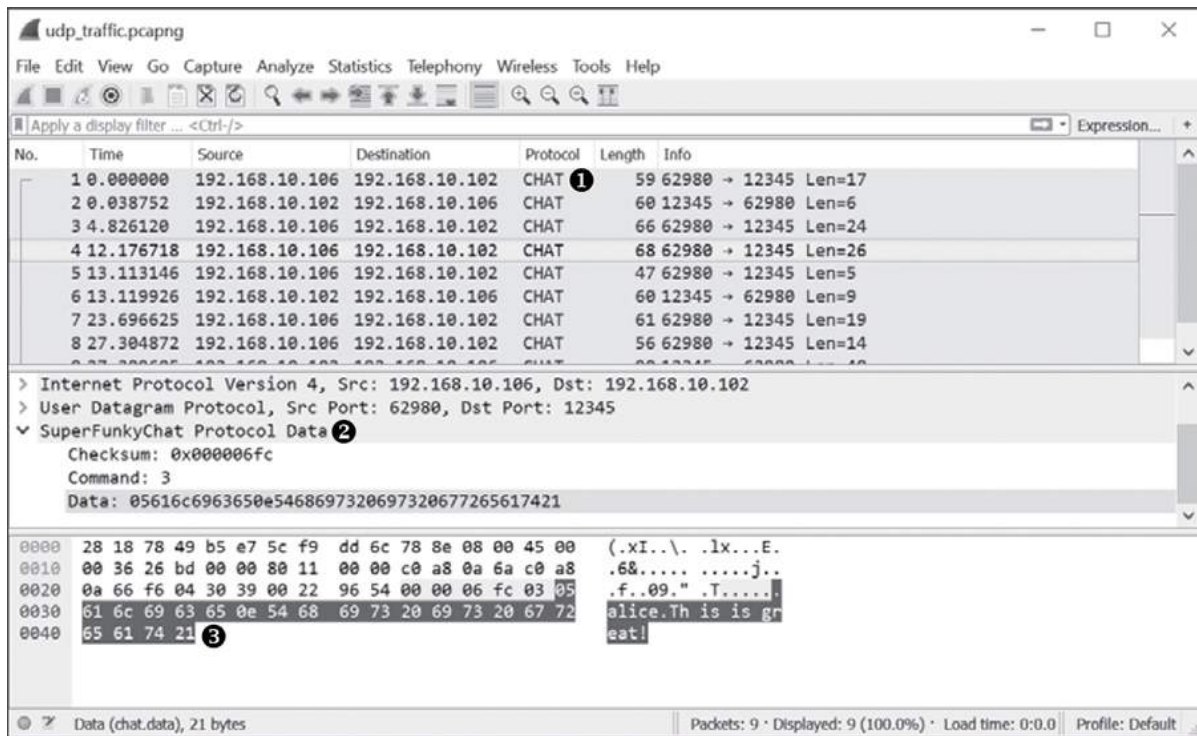 udp_traffic.pcapng
File Edit View Go Capture Analyze Statistics Telephony Wireless Tools Help
Apply a display filter ... <Ctrl-/> Expression... +
No. Time Source Destination Protocol Length Info
1 0.000000 192.168.10.106 192.168.10.102 CHAT ❶ 59 62980 → 12345 Len=17
2 0.038752 192.168.10.102 192.168.10.106 CHAT 60 12345 → 62980 Len=6
3 4.826120 192.168.10.106 192.168.10.102 CHAT 66 62980 → 12345 Len=24
4 12.176718 192.168.10.106 192.168.10.102 CHAT 68 62980 → 12345 Len=26
5 13.113146 192.168.10.106 192.168.10.102 CHAT 47 62980 → 12345 Len=5
6 13.119926 192.168.10.102 192.168.10.106 CHAT 60 12345 → 62980 Len=9
7 23.696625 192.168.10.106 192.168.10.102 CHAT 61 62980 → 12345 Len=19
8 27.304872 192.168.10.106 192.168.10.102 CHAT 56 62980 → 12345 Len=14
> Internet Protocol Version 4, Src: 192.168.10.106, Dst: 192.168.10.102
> User Datagram Protocol, Src Port: 62980, Dst Port: 12345
SuperFunkyChat Protocol Data ❷
Checksum: 0x000006fc
Command: 3
Data: 05616c6963650e54686973206973206772656174​21
0000 28 18 78 49 b5 e7 5c f9 dd 6c 78 8e 08 00 45 00 (.xI..\. .lx...E.
0010 00 36 26 bd 00 00 80 11 00 00 c0 a8 0a 6a c0 a8 .6&..... .....j..
0020 0a 66 f6 04 30 39 00 22 96 54 00 00 06 fc 03 05 .f..09." .T......
0030 61 6c 69 63 65 0e 54 68 69 73 20 69 73 20 67 72 alice.Th is is gr
0040 65 61 74 21 ❸ eat!
Data (chat.data), 21 bytes Packets: 9 · Displayed: 9 (100.0%) · Load time: 0:0.0 Profile: Default